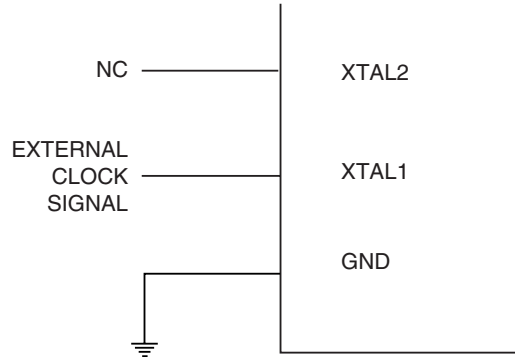 NC
XTAL2
EXTERNAL
CLOCK
SIGNAL
XTAL1
GND